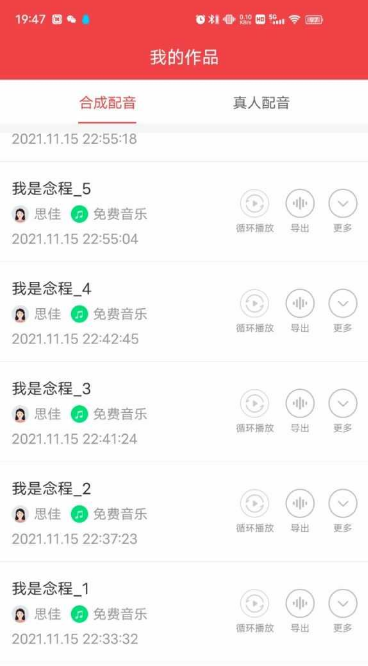 19:47
0.10 KB/s HD 5G
我的作品
合成配音 真人配音
2021.11.15 22:55:18
我是念程_5
思佳 免费音乐
2021.11.15 22:55:04
循环播放 导出 更多
我是念程_4
思佳 免费音乐
2021.11.15 22:42:45
循环播放 导出 更多
我是念程_3
思佳 免费音乐
2021.11.15 22:41:24
循环播放 导出 更多
我是念程_2
思佳 免费音乐
2021.11.15 22:37:23
循环播放 导出 更多
我是念程_1
思佳 免费音乐
2021.11.15 22:33:32
循环播放 导出 更多